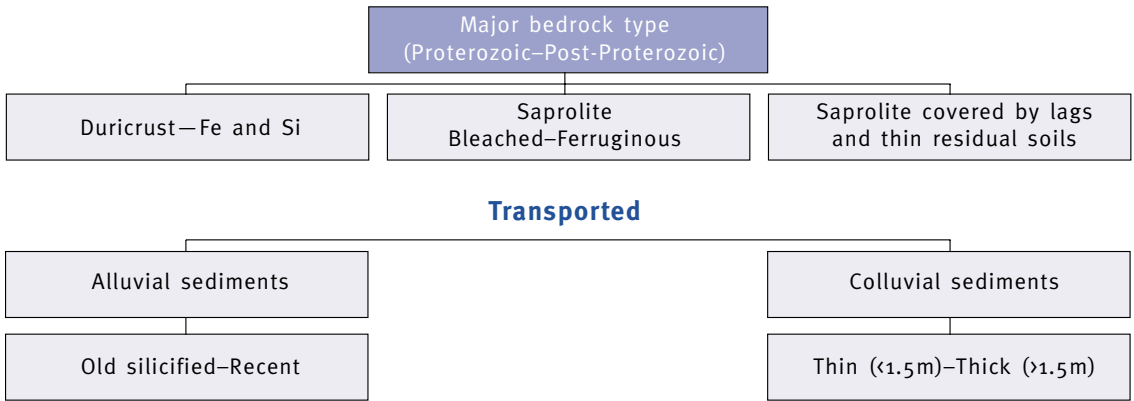 Major bedrock type
(Proterozoic–Post-Proterozoic)
Duricrust—Fe and Si
Saprolite
Bleached–Ferruginous
Saprolite covered by lags
and thin residual soils
Transported
Alluvial sediments
Colluvial sediments
Old silicified–Recent
Thin (<1.5m)–Thick (>1.5m)